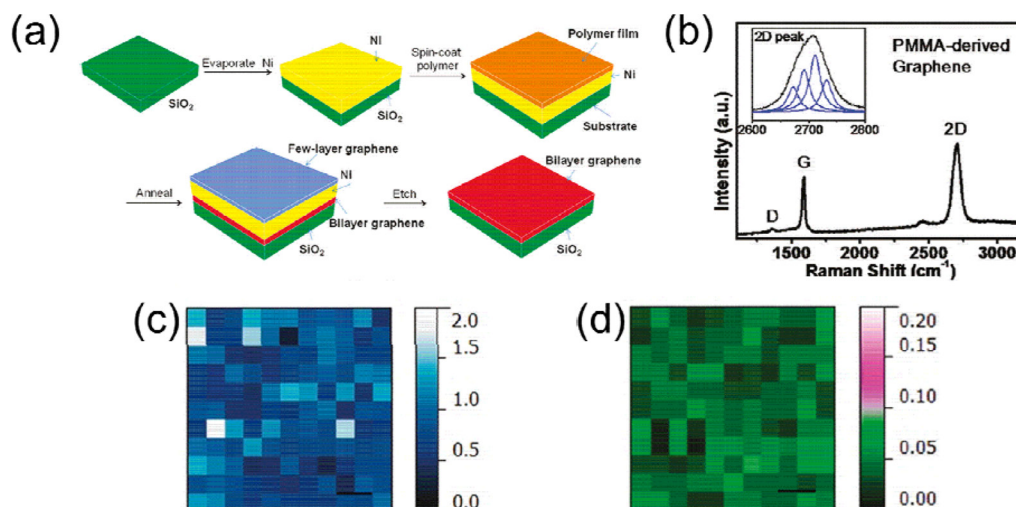 (a)
SiO2
Evaporate Ni
Ni
SiO2
Spin-coat
polymer
Polymer film
Ni
Substrate
Anneal
Few-layer graphene
Ni
Bilayer graphene
SiO2
Etch
Bilayer graphene
SiO2
(b)
Intensity (a.u.)
2D peak
2600 2700 2800
PMMA-derived
Graphene
D
G
2D
1500 2000 2500 3000
Raman Shift (cm-1)
(c)
2.0
1.5
1.0
0.5
0.0
(d)
0.20
0.15
0.10
0.05
0.00